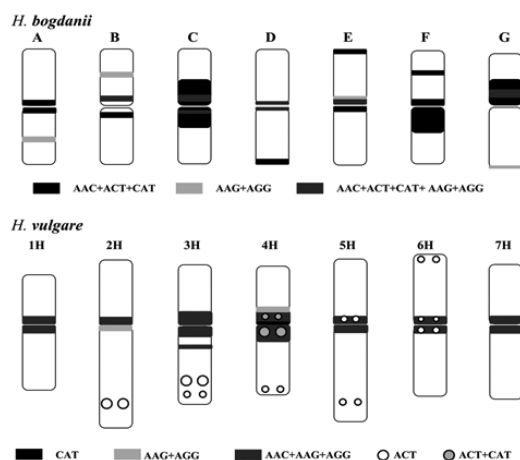 H. bogdanii
A B C D E F G
AAC+ACT+CAT AAG+AGG AAC+ACT+CAT+ AAG+AGG
H. vulgare
1H 2H 3H 4H 5H 6H 7H
CAT AAG+AGG AAC+AAG+AGG ACT ACT+CAT